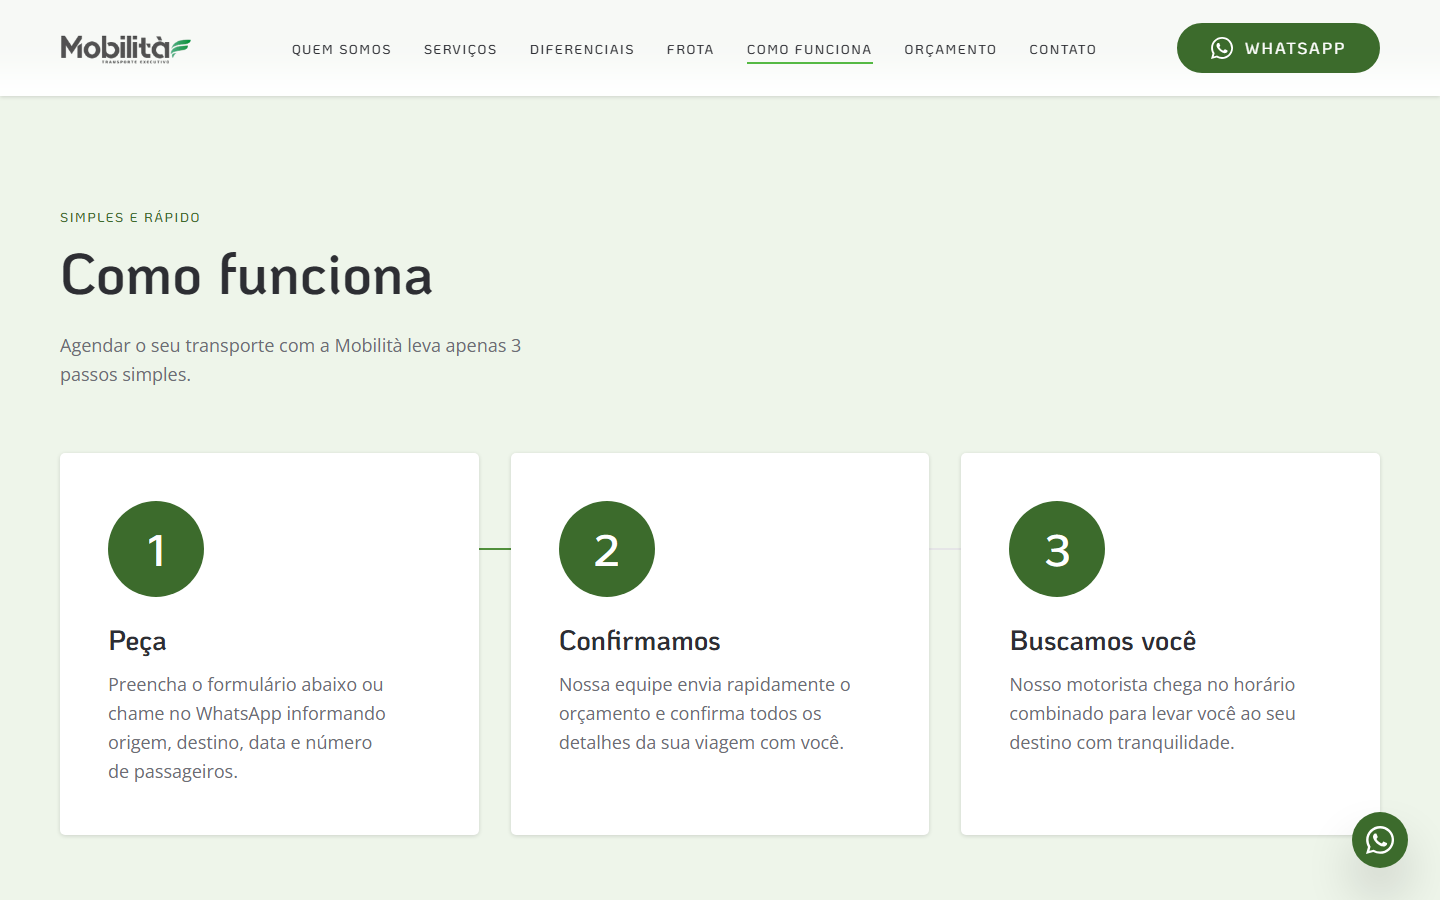 Mobilità
TRANSPORTE EXECUTIVO
QUEM SOMOS
SERVIÇOS
DIFERENCIAIS
FROTA
COMO FUNCIONA
ORÇAMENTO
CONTATO
WHATSAPP
SIMPLES E RÁPIDO
Como funciona
Agendar o seu transporte com a Mobilità leva apenas 3
passos simples.
1
Peça
Preencha o formulário abaixo ou
chame no WhatsApp informando
origem, destino, data e número
de passageiros.
2
Confirmamos
Nossa equipe envia rapidamente o
orçamento e confirma todos os
detalhes da sua viagem com você.
3
Buscamos você
Nosso motorista chega no horário
combinado para levar você ao seu
destino com tranquilidade.